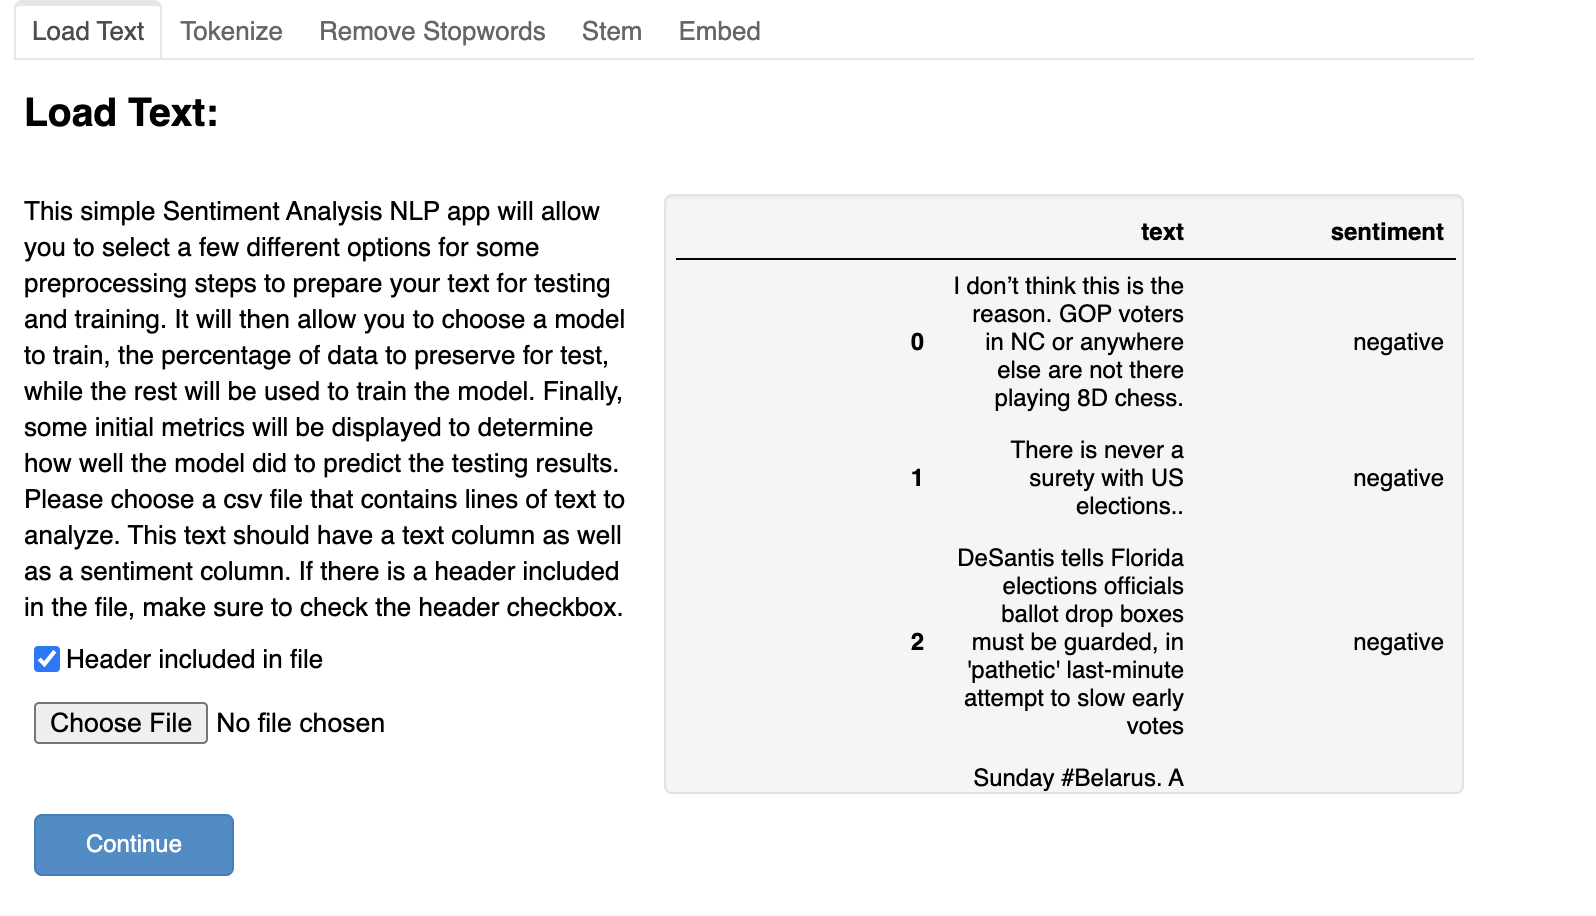 Load Text Tokenize Remove Stopwords Stem Embed
Load Text:
This simple Sentiment Analysis NLP app will allow
you to select a few different options for some
preprocessing steps to prepare your text for testing
and training. It will then allow you to choose a model
to train, the percentage of data to preserve for test,
while the rest will be used to train the model. Finally,
some initial metrics will be displayed to determine
how well the model did to predict the testing results.
Please choose a csv file that contains lines of text to
analyze. This text should have a text column as well
as a sentiment column. If there is a header included
in the file, make sure to check the header checkbox.
Header included in file
Choose File No file chosen
Continue
text sentiment
I don’t think this is the
reason. GOP voters
0 in NC or anywhere negative
else are not there
playing 8D chess.
There is never a
1 surety with US negative
elections..
DeSantis tells Florida
elections officials
ballot drop boxes
2 must be guarded, in negative
'pathetic' last-minute
attempt to slow early
votes
Sunday #Belarus. A